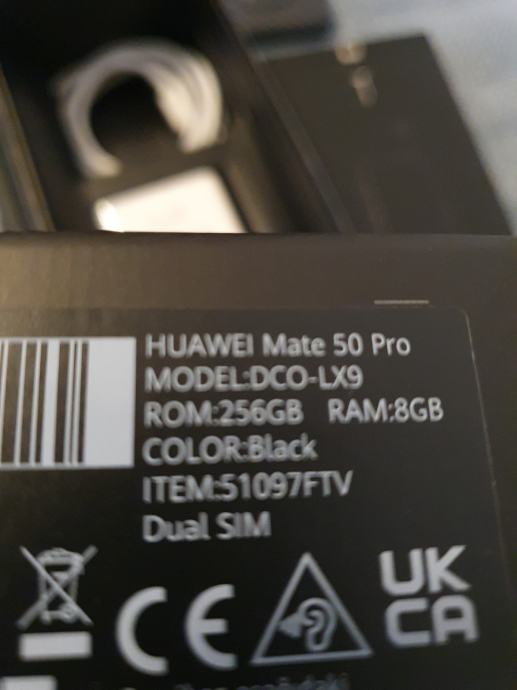 HUAWEI Mate 50 Pro
MODEL:DCO-LX9
ROM:256GB RAM:8GB
COLOR:Black
ITEM:51097FTV
Dual SIM
CE
UK
CA